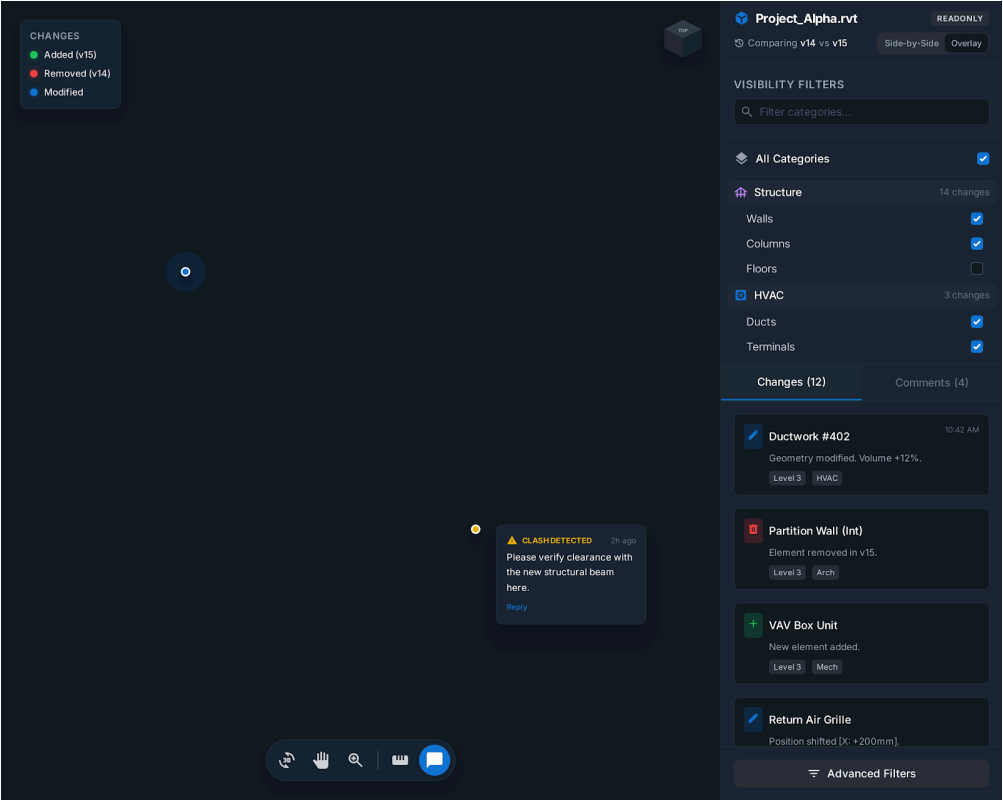 CHANGES
Added (v15)
Removed (v14)
Modified
TOP
CLASH DETECTED 2h ago
Please verify clearance with
the new structural beam
here.
Reply
3D
Project_Alpha.rvt READONLY
Comparing v14 vs v15 Side-by-Side Overlay
VISIBILITY FILTERS
Filter categories...
All Categories
Structure 14 changes
Walls
Columns
Floors
HVAC 3 changes
Ducts
Terminals
Changes (12) Comments (4)
Ductwork #402 10:42 AM
Geometry modified. Volume +12%.
Level 3 HVAC
Partition Wall (Int)
Element removed in v15.
Level 3 Arch
VAV Box Unit
New element added.
Level 3 Mech
Return Air Grille
Position shifted [X: +200mm].
Advanced Filters